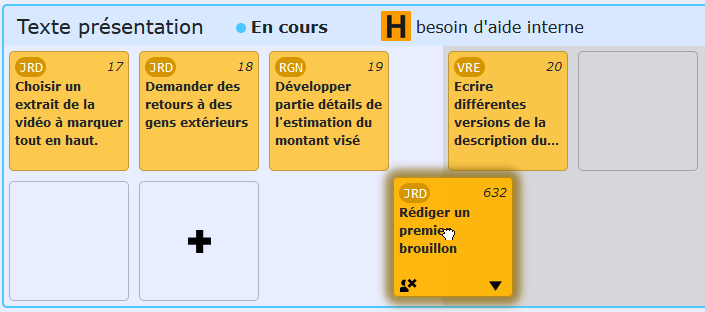 Texte présentation
En cours
H besoin d'aide interne
JRD 17
Choisir un
extrait de la
vidéo à marquer
tout en haut.
JRD 18
Demander des
retours à des
gens extérieurs
RGN 19
Développer
partie détails de
l'estimation du
montant visé
VRE 20
Ecrire
différentes
versions de la
description du...
JRD 632
Rédiger un
premier
brouillon